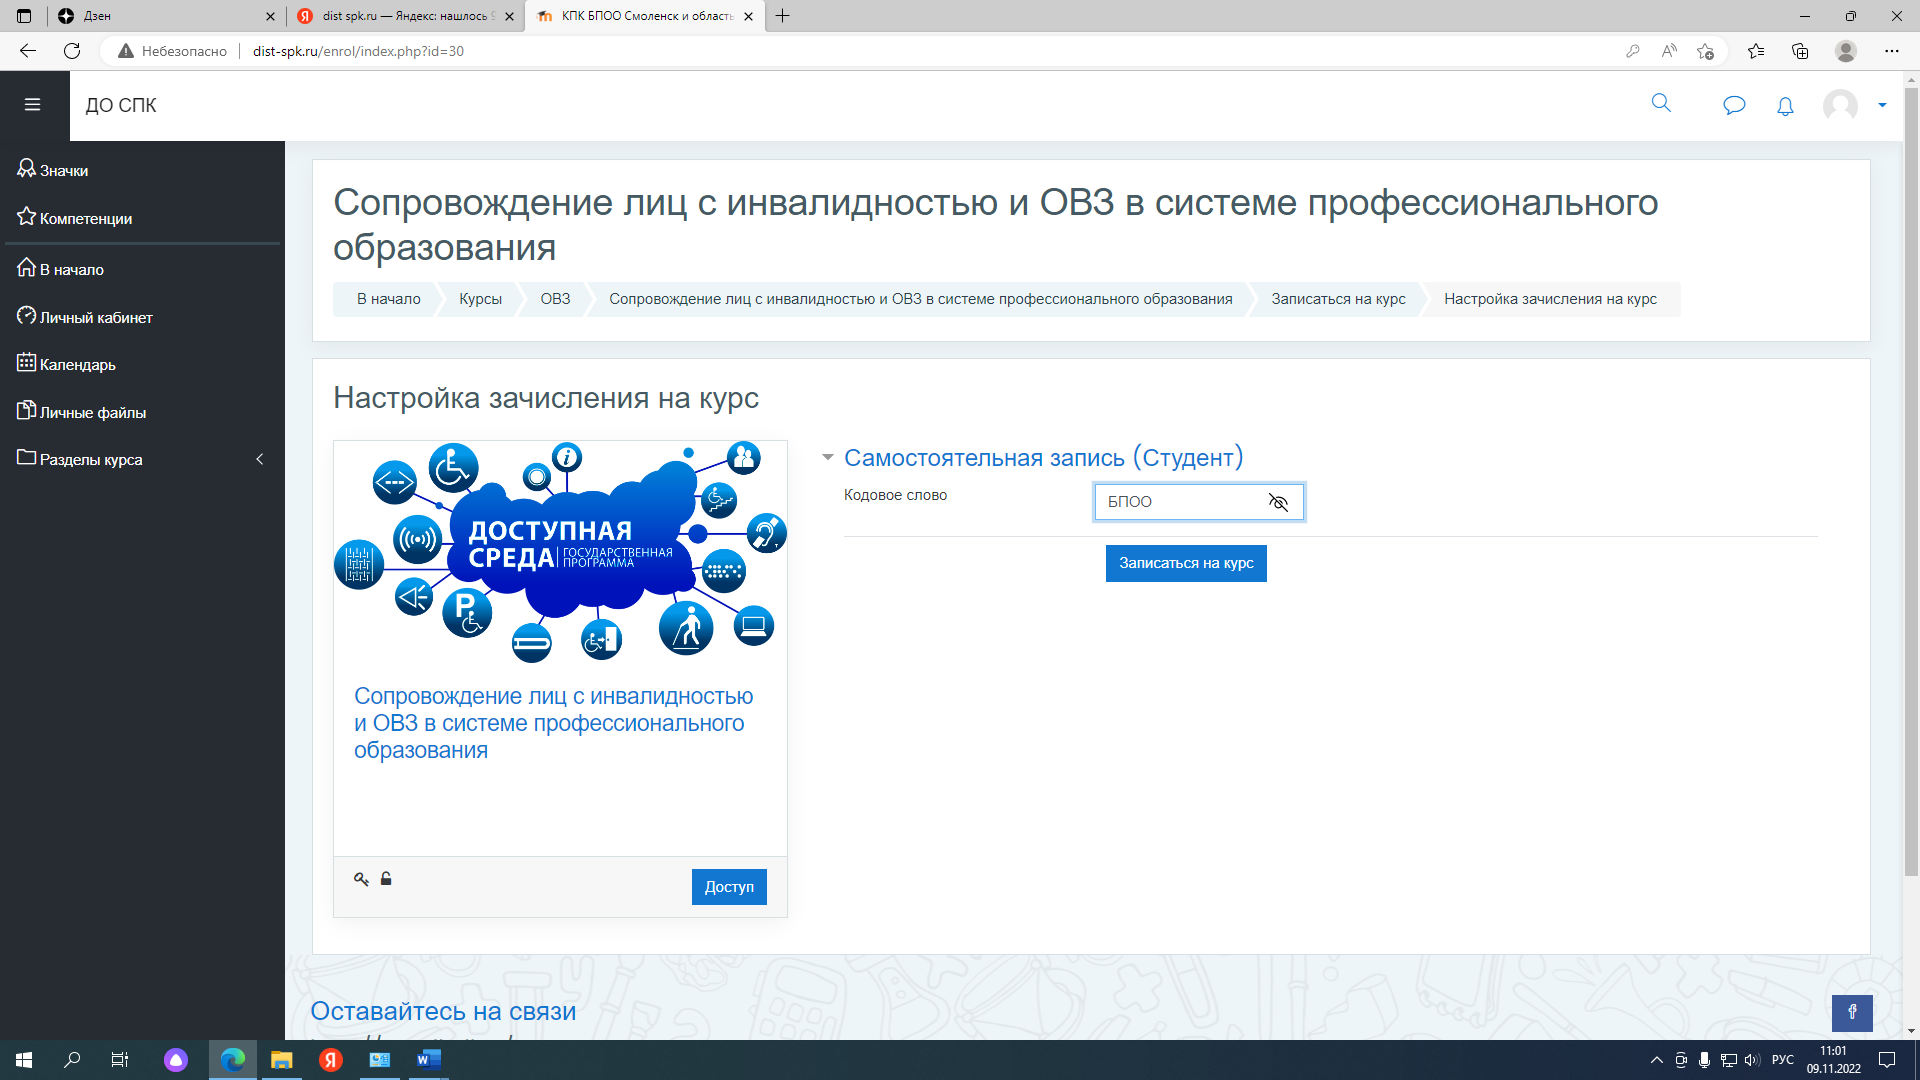 Дзен
dist spk.ru — Яндекс: нашлось
КПК БПОО Смоленск и область
Небезопасно
dist-spk.ru/enrol/index.php?id=30
ДО СПК
Значки
Компетенции
В начало
Личный кабинет
Календарь
Личные файлы
Разделы курса
Сопровождение лиц с инвалидностью и ОВЗ в системе профессионального
образования
В начало
Курсы
ОВЗ
Сопровождение лиц с инвалидностью и ОВЗ в системе профессионального образования
Записаться на курс
Настройка зачисления на курс
Настройка зачисления на курс
ДОСТУПНАЯ
СРЕДА
ГОСУДАРСТВЕННАЯ
ПРОГРАММА
P
Сопровождение лиц с инвалидностью
и ОВЗ в системе профессионального
образования
Доступ
Самостоятельная запись (Студент)
Кодовое слово
БПОО
Записаться на курс
Оставайтесь на связи
РУС
11:01
09.11.2022